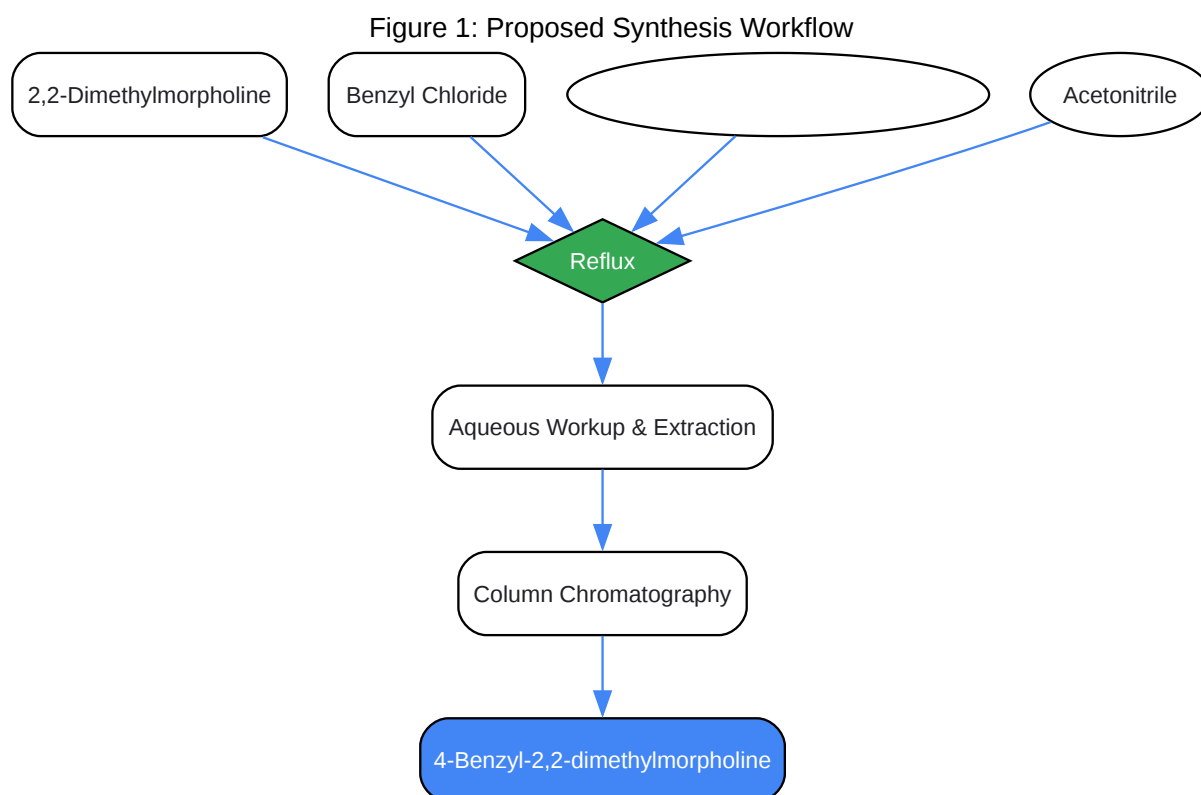 Figure 1: Proposed Synthesis Workflow
2,2-Dimethylmorpholine
Benzyl Chloride
Acetonitrile
Reflux
Aqueous Workup & Extraction
Column Chromatography
4-Benzyl-2,2-dimethylmorpholine